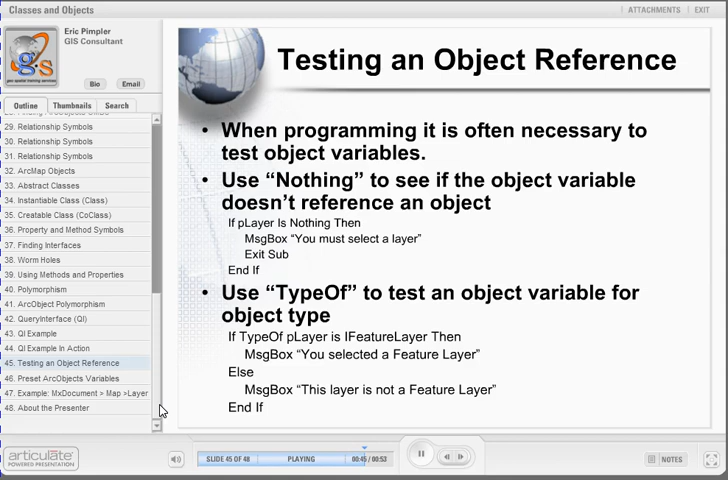 Classes and Objects
ATTACHMENTS
EXIT
Eric Pimpler
GIS Consultant
gis
geo spatial training services
Bio
Email
Outline
Thumbnails
Search
29. Relationship Symbols
30. Relationship Symbols
31. Relationship Symbols
32. ArcMap Objects
33. Abstract Classes
34. Instantiable Class (Class)
35. Creatable Class (CoClass)
36. Property and Method Symbols
37. Finding Interfaces
38. Worm Holes
39. Using Methods and Properties
40. Polymorphism
41. ArcObject Polymorphism
42. QueryInterface (QI)
43. QI Example
44. QI Example In Action
45. Testing an Object Reference
46. Preset ArcObjects Variables
47. Example: MxDocument > Map >Layer
48. About the Presenter
Testing an Object Reference
• When programming it is often necessary to
test object variables.
• Use “Nothing” to see if the object variable
doesn’t reference an object
If pLayer Is Nothing Then
MsgBox “You must select a layer”
Exit Sub
End If
• Use “TypeOf” to test an object variable for
object type
If TypeOf pLayer is IFeatureLayer Then
MsgBox “You selected a Feature Layer”
Else
MsgBox “This layer is not a Feature Layer”
End If
articulate
POWERED PRESENTATION
SLIDE 45 OF 48
PLAYING
00:45 / 00:53
NOTES